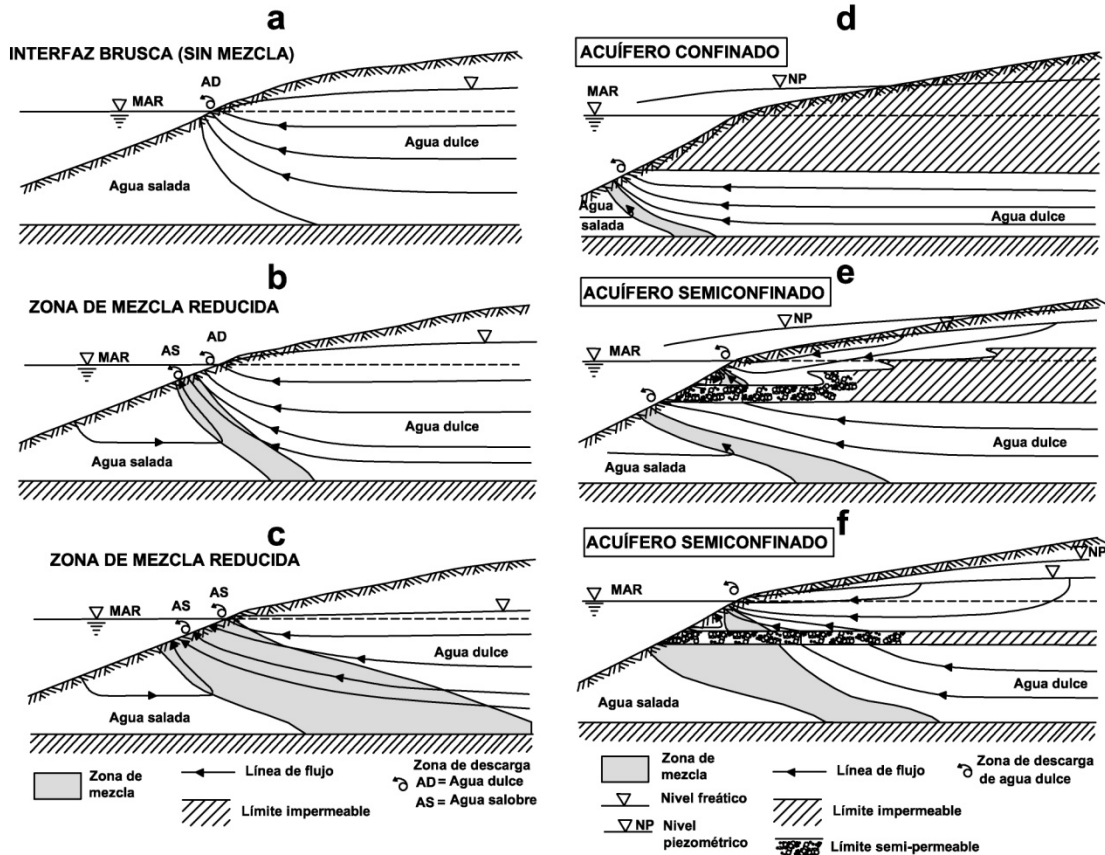 a
INTERFAZ BRUSCA (SIN MEZCLA)
AD
MAR
Agua dulce
Agua salada
b
ZONA DE MEZCLA REDUCIDA
AS
AD
MAR
Agua dulce
Agua salada
c
ZONA DE MEZCLA REDUCIDA
AS
MAR
AS
Agua dulce
Agua salada
Zona de
mezcla
Línea de flujo
Límite impermeable
Zona de descarga
AD = Agua dulce
AS = Agua salobre
d
ACUÍFERO CONFINADO
NP
MAR
Agua
salada
Agua dulce
e
ACUÍFERO SEMICONFINADO
NP
MAR
Agua dulce
Agua salada
f
ACUÍFERO SEMICONFINADO
NP
MAR
Agua dulce
Agua salada
Zona de
mezcla
Nivel freático
NP Nivel
piezométrico
Línea de flujo
Límite impermeable
Límite semi-permeable
Zona de descarga
de agua dulce